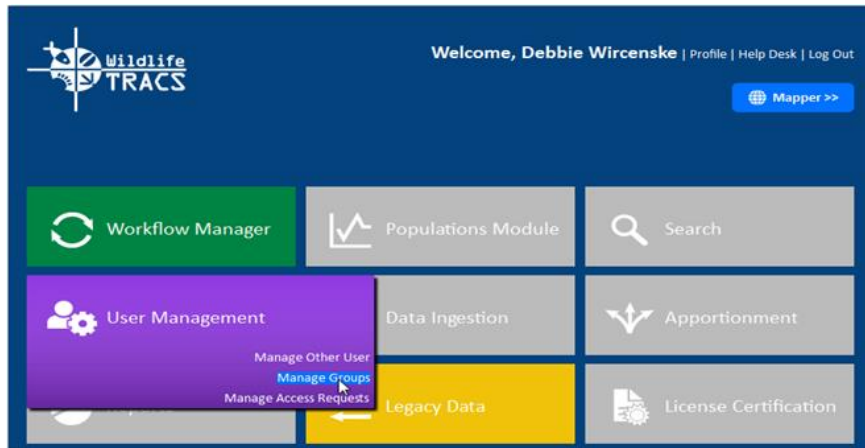 Wildlife
TRACS
Welcome, Debbie Wircenske | Profile | Help Desk | Log Out
Mapper >>
Workflow Manager
Populations Module
Search
User Management
Data Ingestion
Apportionment
Manage Other User
Manage Groups
Manage Access Requests
Legacy Data
License Certification